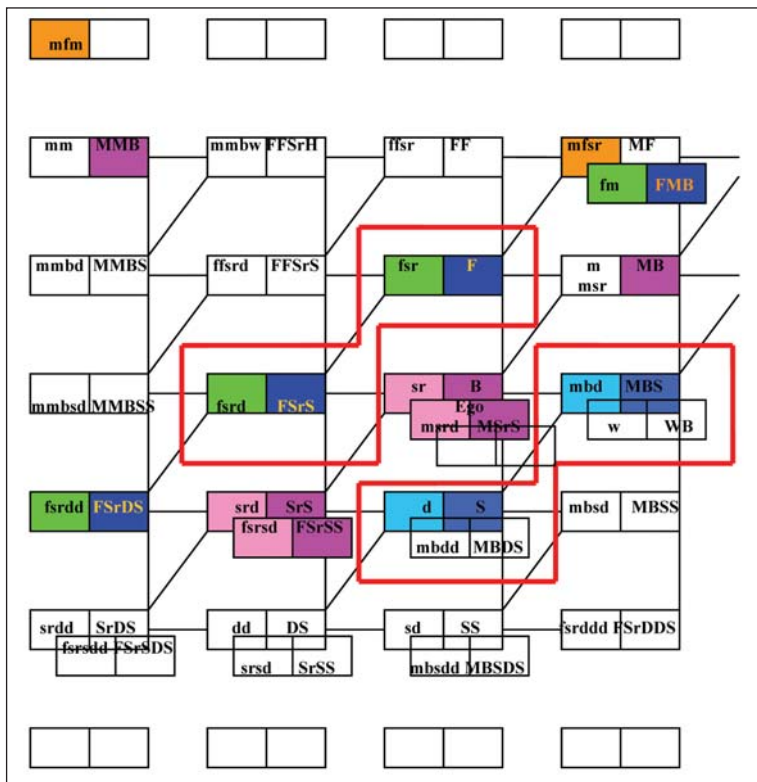 mfm
mm MMB mmbw FFSrH ffsr FF mfsr MF
fm FMB
mmbd MMBS ffsrd FFSrS fsr F m MB
msr
sr B mbd MBS
mmbsd MMBSS fsrd FSrS Ego
msrd MSrS w WB
fsrdd FSrDS srd SrS d S mbsd MBSS
fsrsd FSrSS mbdd MBDS
srdd SrDS dd DS sd SS fsrddd FSrDDS
fsrsdd FSrSDS srsd SrSS mbsdd MBSDS